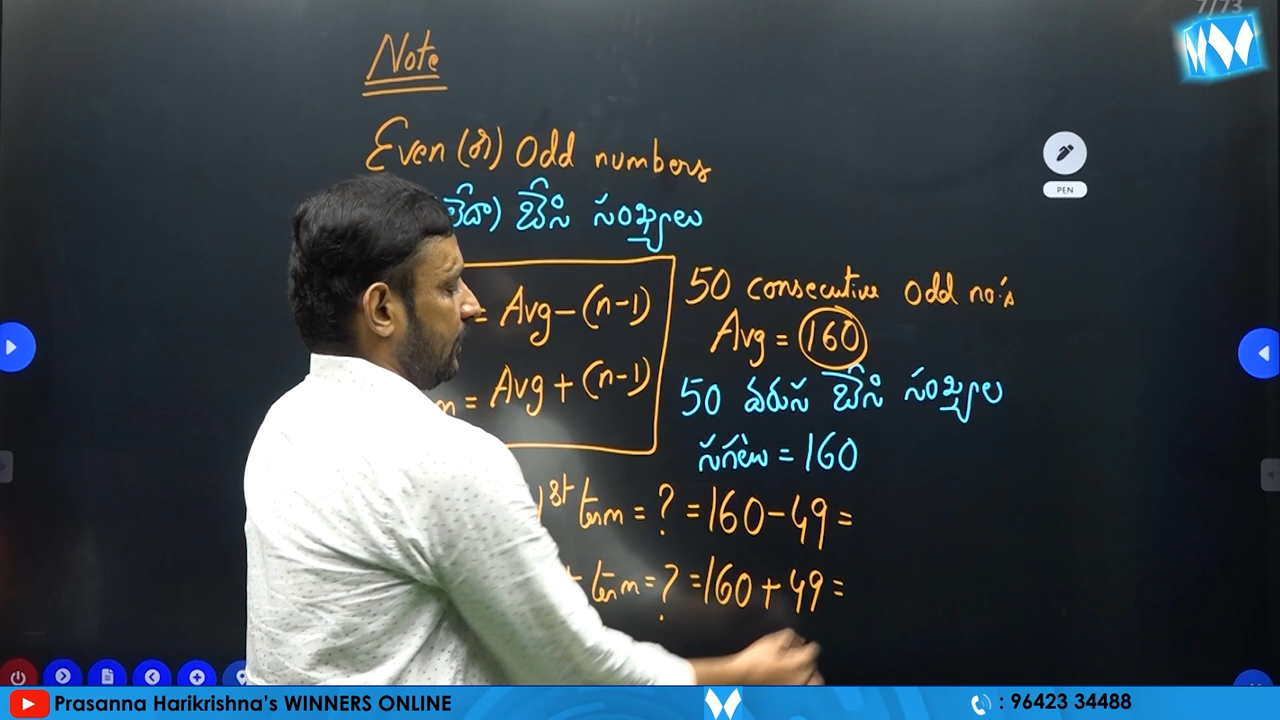 7/73
Note
Even (or) Odd numbers
లేదా) బేసి సంఖ్యలు
= Avg - (n-1)
= Avg + (n-1)
50 consecutive odd no's
Avg = 160
50 వరుస బేసి సంఖ్యల
సగటు = 160
1st term = ? = 160 - 49 =
term = ? = 160 + 49 =
PEN
Prasanna Harikrishna's WINNERS ONLINE
: 96423 34488